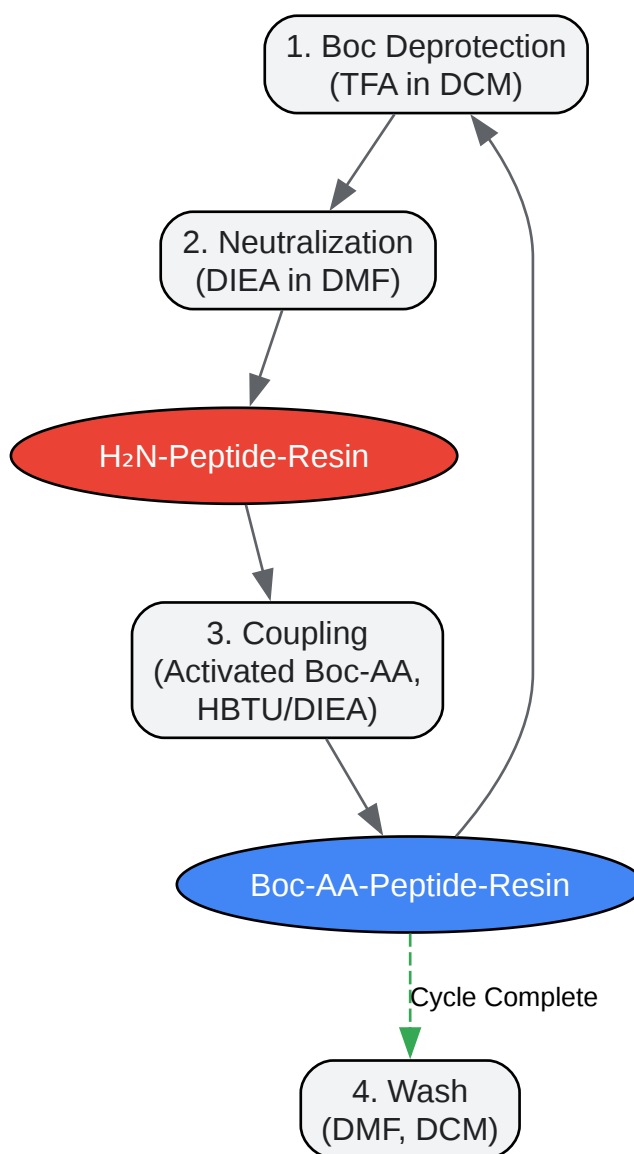 1. Boc Deprotection
(TFA in DCM)
2. Neutralization
(DIEA in DMF)
H₂N-Peptide-Resin
3. Coupling
(Activated Boc-AA,
HBTU/DIEA)
Boc-AA-Peptide-Resin
Cycle Complete
4. Wash
(DMF, DCM)